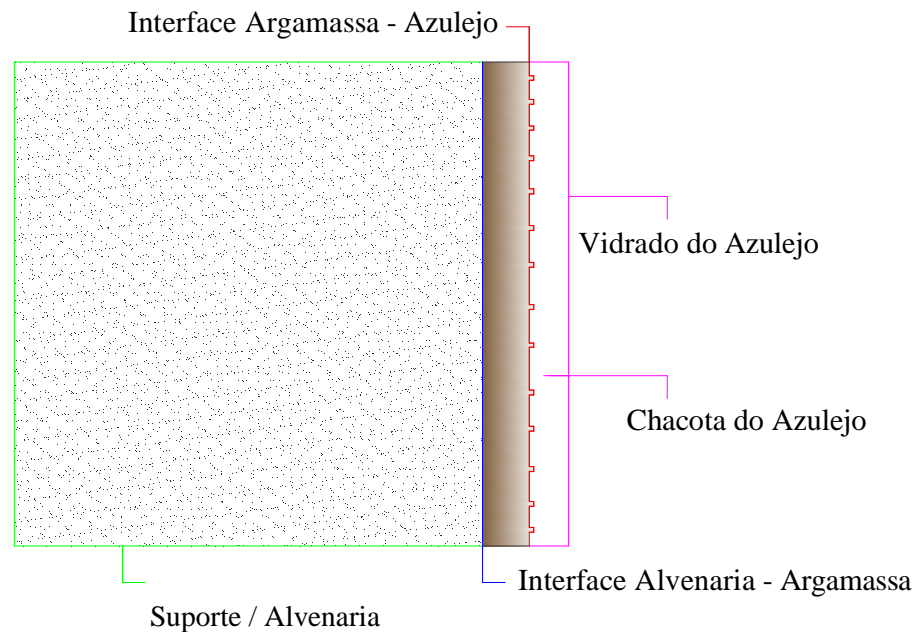 Interface Argamassa - Azulejo
Vidrado do Azulejo
Chacota do Azulejo
Interface Alvenaria - Argamassa
Suporte / Alvenaria